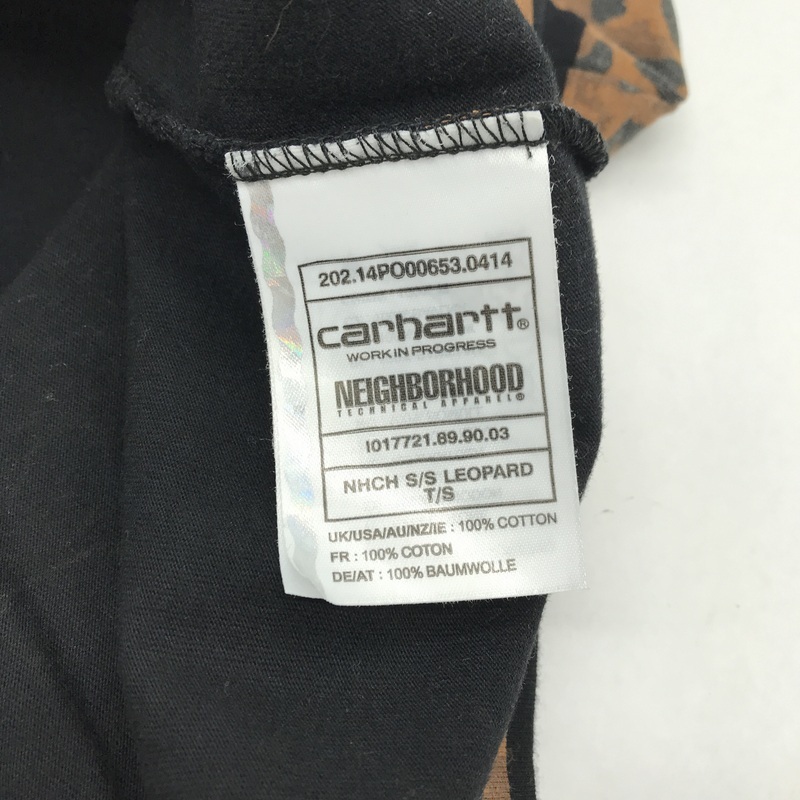 202.14PO00653.0414
carhartt®
WORK IN PROGRESS
NEIGHBORHOOD
TECHNICAL APPAREL®
I017721.89.90.03
NHCH S/S LEOPARD
T/S
UK/USA/AU/NZ/IE : 100% COTTON
FR : 100% COTON
DE/AT : 100% BAUMWOLLE